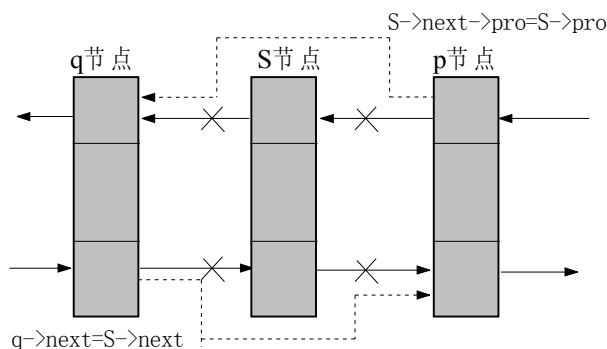 S->next->pro=S->pro
q节点
S节点
p节点
q->next=S->next